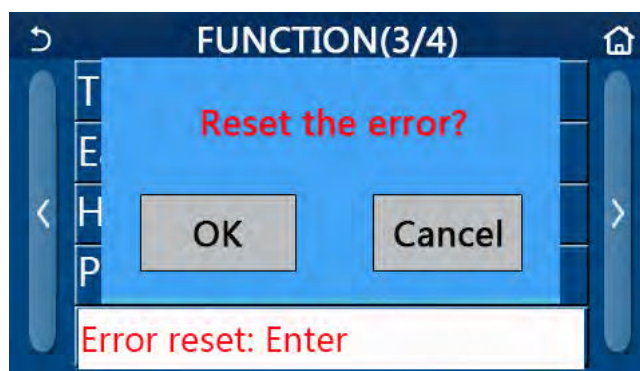 FUNCTION(3/4)
Reset the error?
OK
Cancel
Error reset: Enter